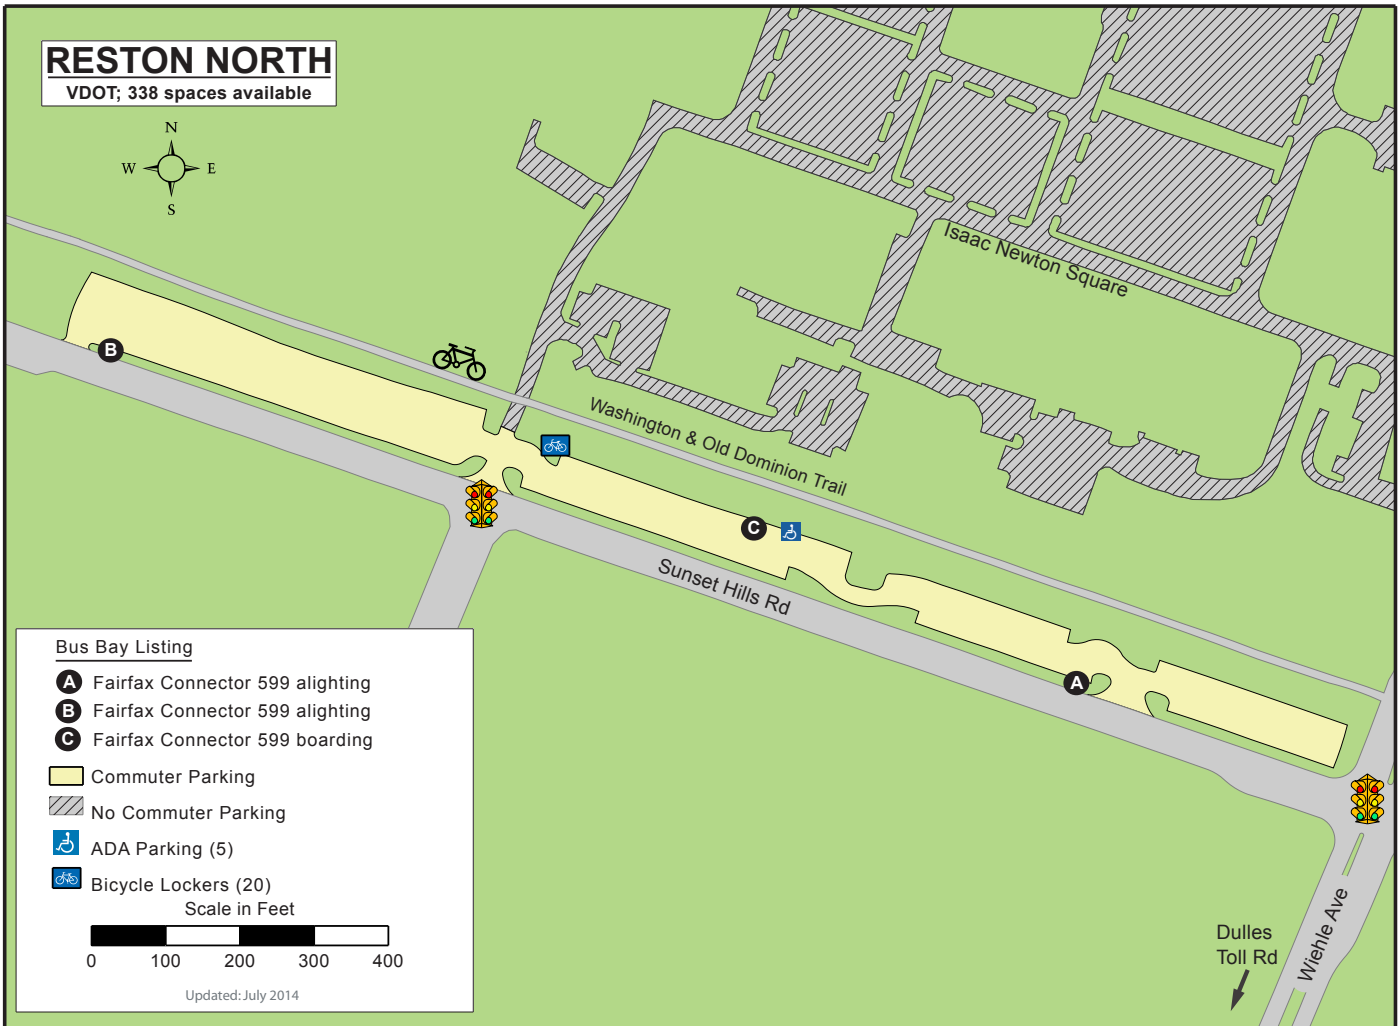 RESTON NORTH
VDOT; 338 spaces available
N
W
E
S
Isaac Newton Square
B
Washington & Old Dominion Trail
C
Sunset Hills Rd
A
Bus Bay Listing
A Fairfax Connector 599 alighting
B Fairfax Connector 599 alighting
C Fairfax Connector 599 boarding
Commuter Parking
No Commuter Parking
ADA Parking (5)
Bicycle Lockers (20)
Scale in Feet
0 100 200 300 400
Updated: July 2014
Dulles
Toll Rd
Wiehle Ave